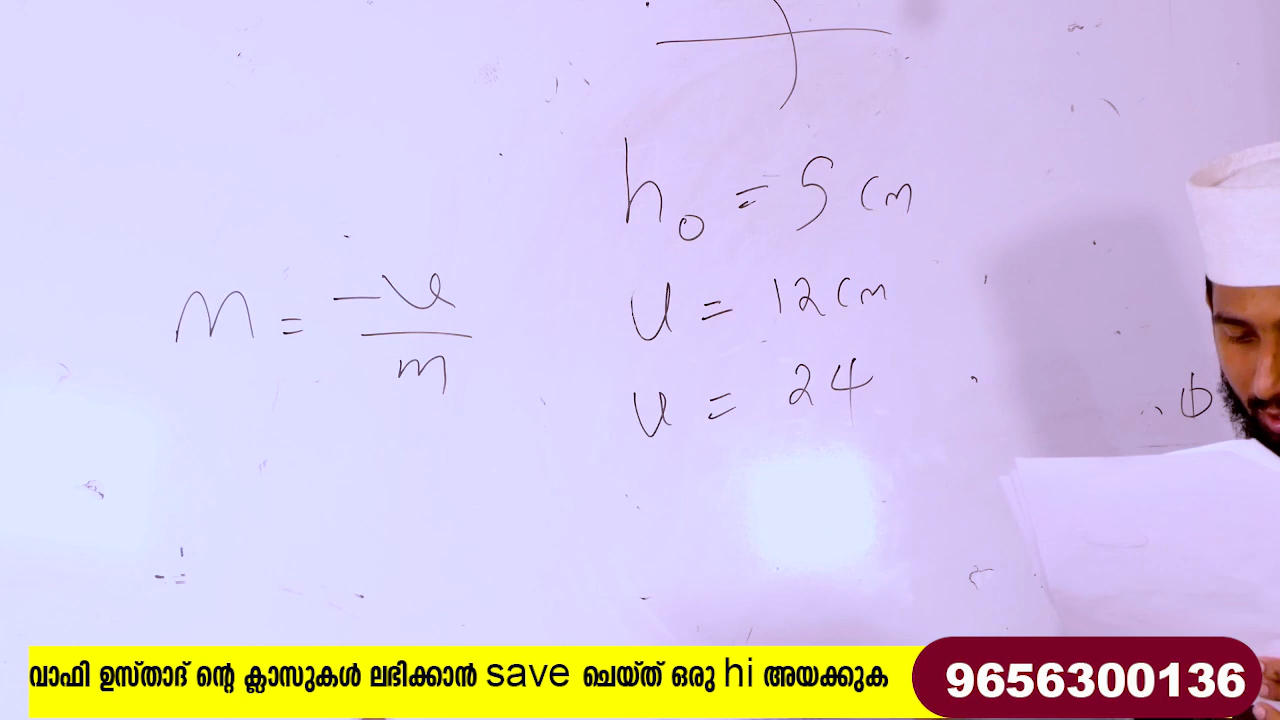 h₀ = 5 cm
M = -v
m
u = 12 cm
v = 24
വാഫി ഉസ്താദ് ന്റെ ക്ലാസുകൾ ലഭിക്കാൻ save ചെയ്ത് ഒരു hi അയക്കുക
9656300136